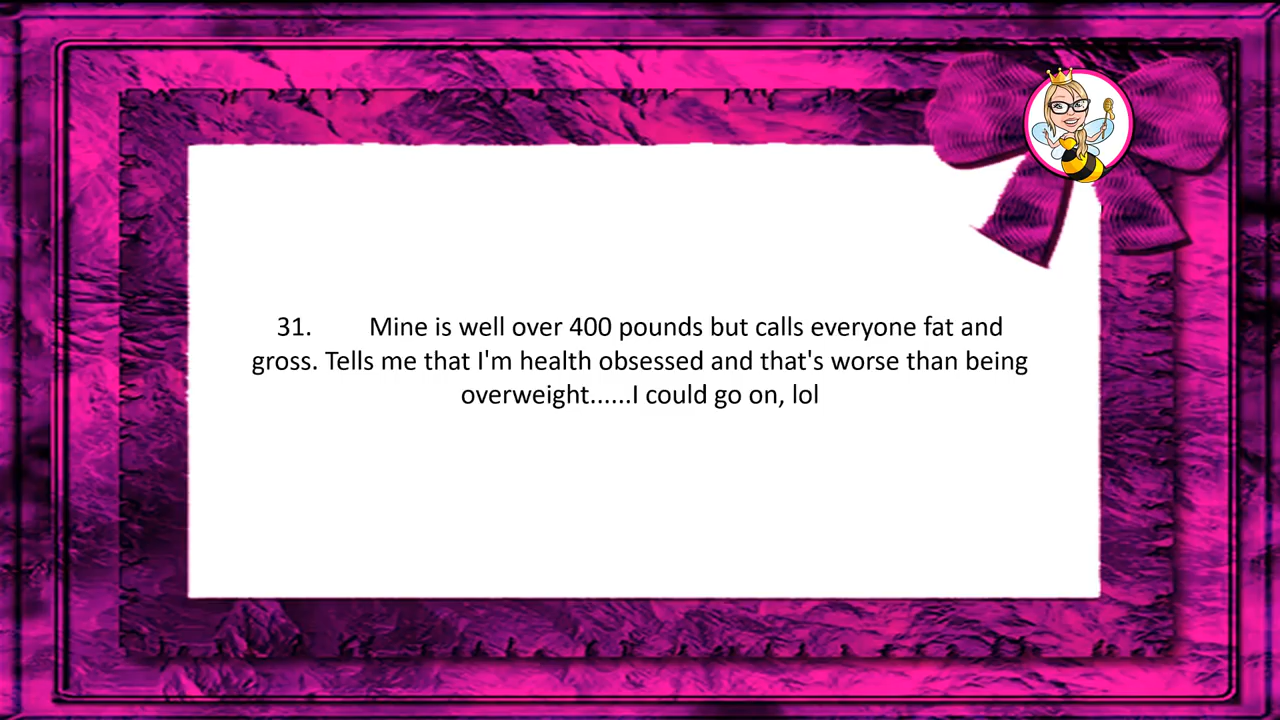 31. Mine is well over 400 pounds but calls everyone fat and
gross. Tells me that I'm health obsessed and that's worse than being
overweight......I could go on, lol